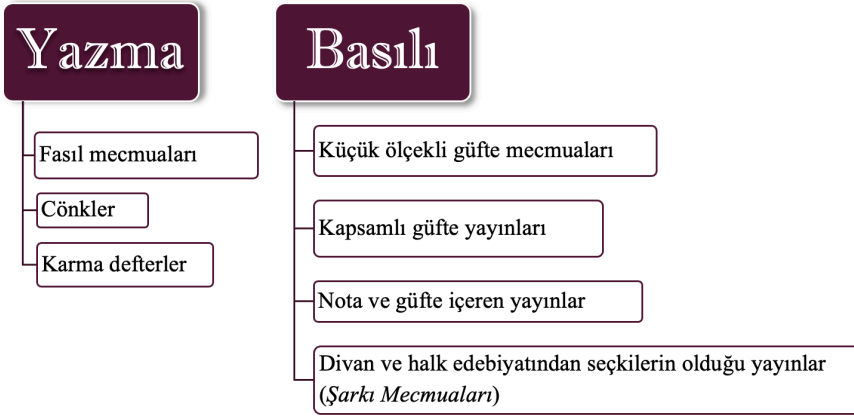 Yazma
Fasıl mecmuaları
Cönkler
Karma defterler
Basılı
Küçük ölçekli güfte mecmuaları
Kapsamlı güfte yayınları
Nota ve güfte içeren yayınlar
Divan ve halk edebiyatından seçkilerin olduğu yayınlar
(Şarkı Mecmuaları)